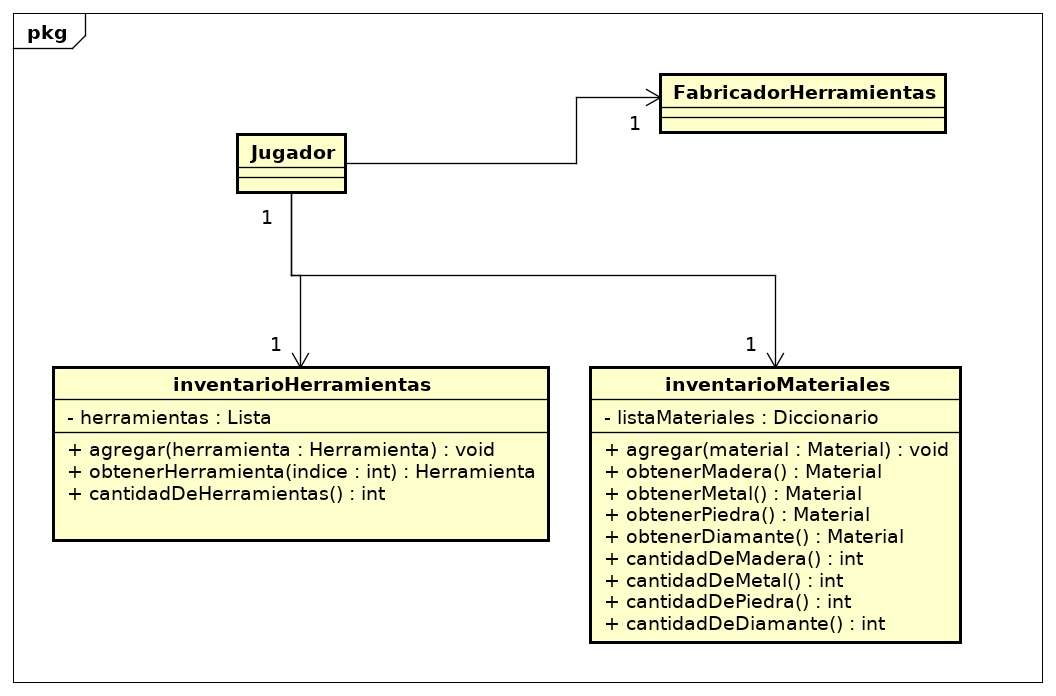 pkg
FabricadorHerramientas
1
Jugador
1
1
1
inventarioHerramientas
- herramientas : Lista
+ agregar(herramienta : Herramienta) : void
+ obtenerHerramienta(indice : int) : Herramienta
+ cantidadDeHerramientas() : int
inventarioMateriales
- listaMateriales : Diccionario
+ agregar(material : Material) : void
+ obtenerMadera() : Material
+ obtenerMetal() : Material
+ obtenerPiedra() : Material
+ obtenerDiamante() : Material
+ cantidadDeMadera() : int
+ cantidadDeMetal() : int
+ cantidadDePiedra() : int
+ cantidadDeDiamante() : int